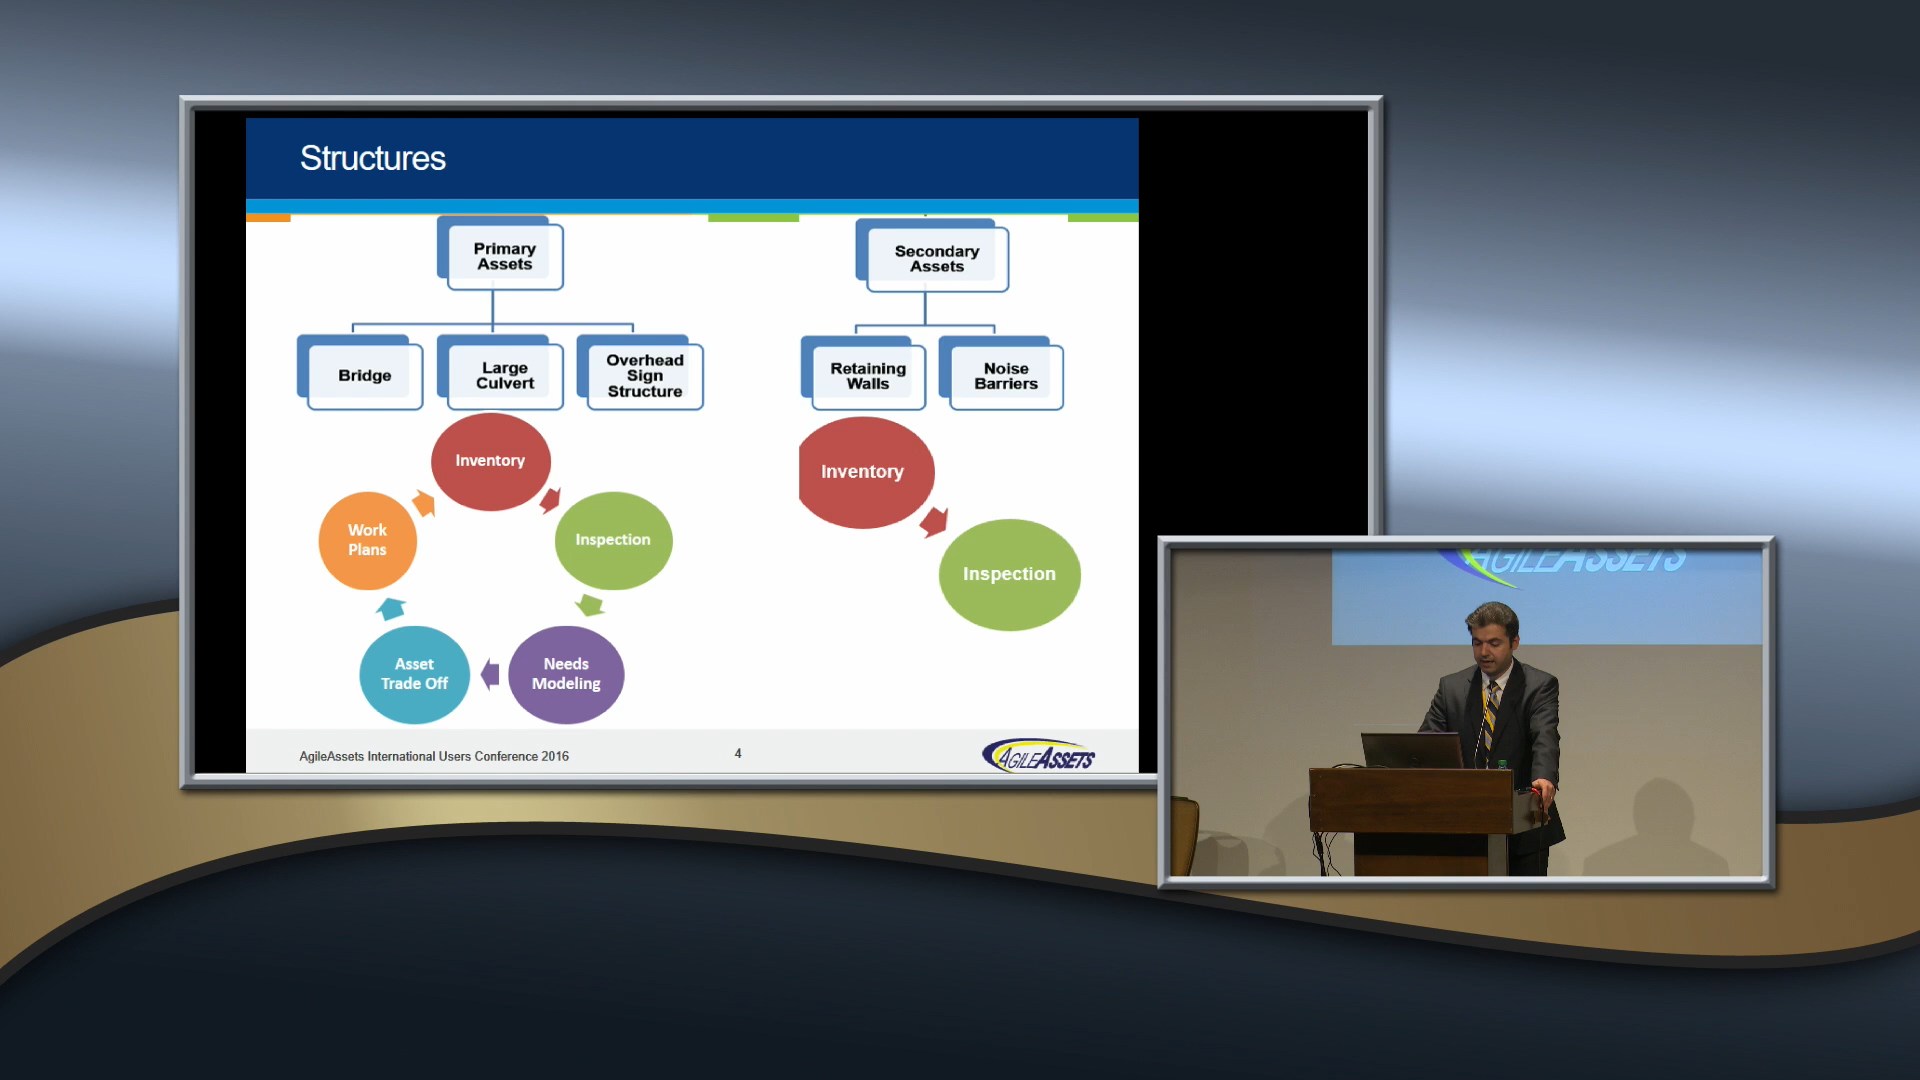 Structures
Primary
Assets
Secondary
Assets
Bridge
Large
Culvert
Overhead
Sign
Structure
Retaining
Walls
Noise
Barriers
Inventory
Inspection
Needs
Modeling
Asset
Trade Off
Work
Plans
Inventory
Inspection
AgileAssets International Users Conference 2016
4
AGILEASSETS
AGILEASSETS